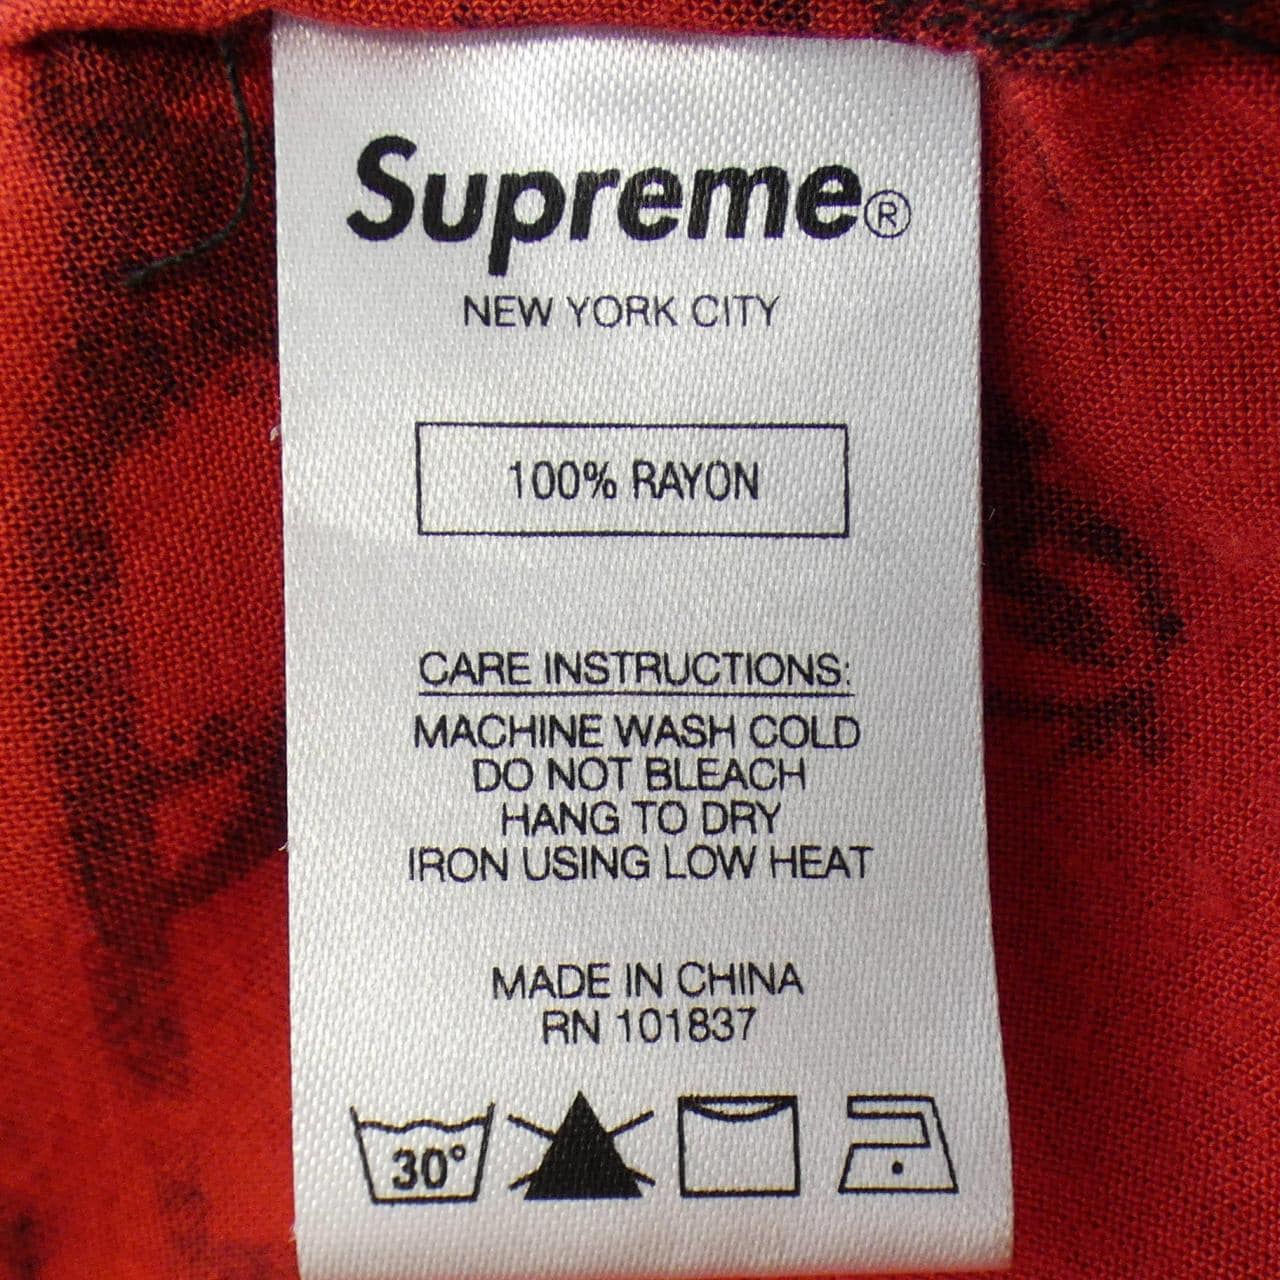 Supreme®
NEW YORK CITY
100% RAYON
CARE INSTRUCTIONS:
MACHINE WASH COLD
DO NOT BLEACH
HANG TO DRY
IRON USING LOW HEAT
MADE IN CHINA
RN 101837
30°